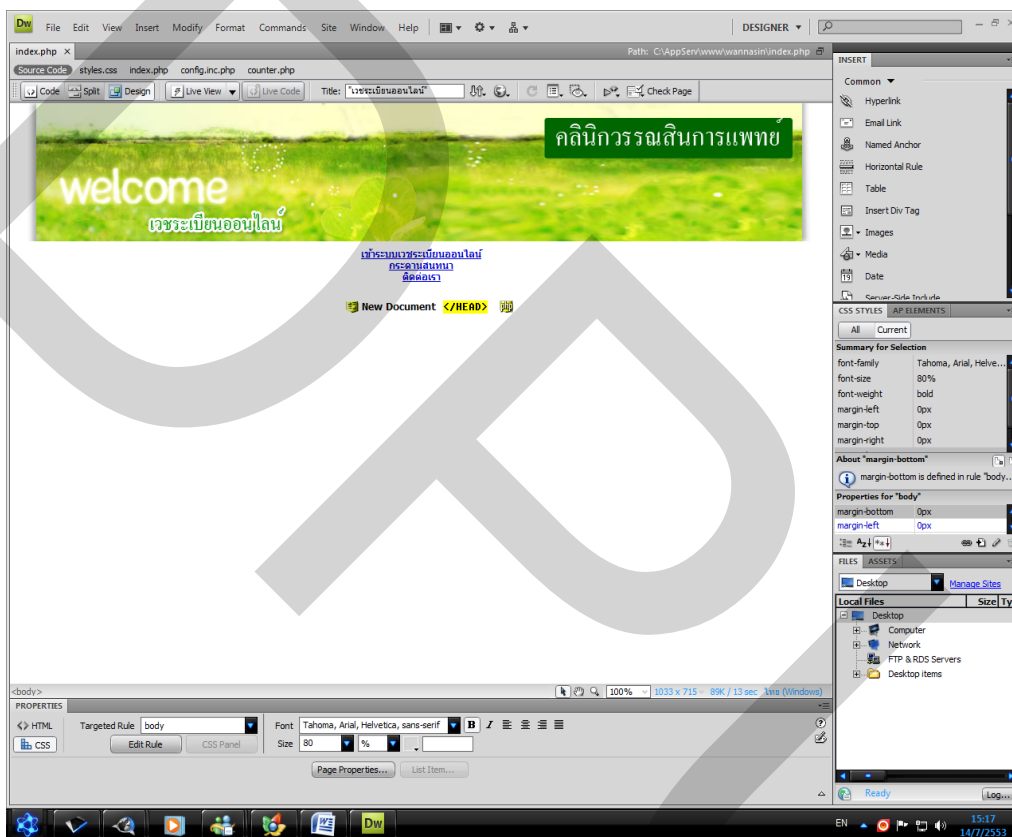 Dw File Edit View Insert Modify Format Commands Site Window Help DESIGNER
index.php × Path: C:\AppServ\www\wannasin\index.php
Source Code styles.css index.php config.inc.php counter.php
Code Split Design Live View Live Code Title: "เวชระเบียนออนไลน์" Check Page
คลินิกวรรณสินการแพทย์
welcome
เวชระเบียนออนไลน์
เข้าระบบเวชระเบียนออนไลน์
กระดานสนทนา
ติดต่อเรา
New Document </HEAD>
<body> 100% 1033 x 715 89K / 13 sec ไทย (Windows)
PROPERTIES
<> HTML Targeted Rule body Font Tahoma, Arial, Helvetica, sans-serif B I
CSS Edit Rule CSS Panel Size 80 %
Page Properties... List Item...
INSERT
Common
Hyperlink
Email Link
Named Anchor
Horizontal Rule
Table
Insert Div Tag
Images
Media
19 Date
Server-Side Include
CSS STYLES AP ELEMENTS
All Current
Summary for Selection
font-family Tahoma, Arial, Helve...
font-size 80%
font-weight bold
margin-left 0px
margin-top 0px
margin-right 0px
About "margin-bottom"
margin-bottom is defined in rule "body...
Properties for "body"
margin-bottom 0px
margin-left 0px
FILES ASSETS
Desktop Manage Sites
Local Files Size Ty
Desktop
Computer
Network
FTP & RDS Servers
Desktop items
Ready Log...
Dw EN 15:17
14/7/2553